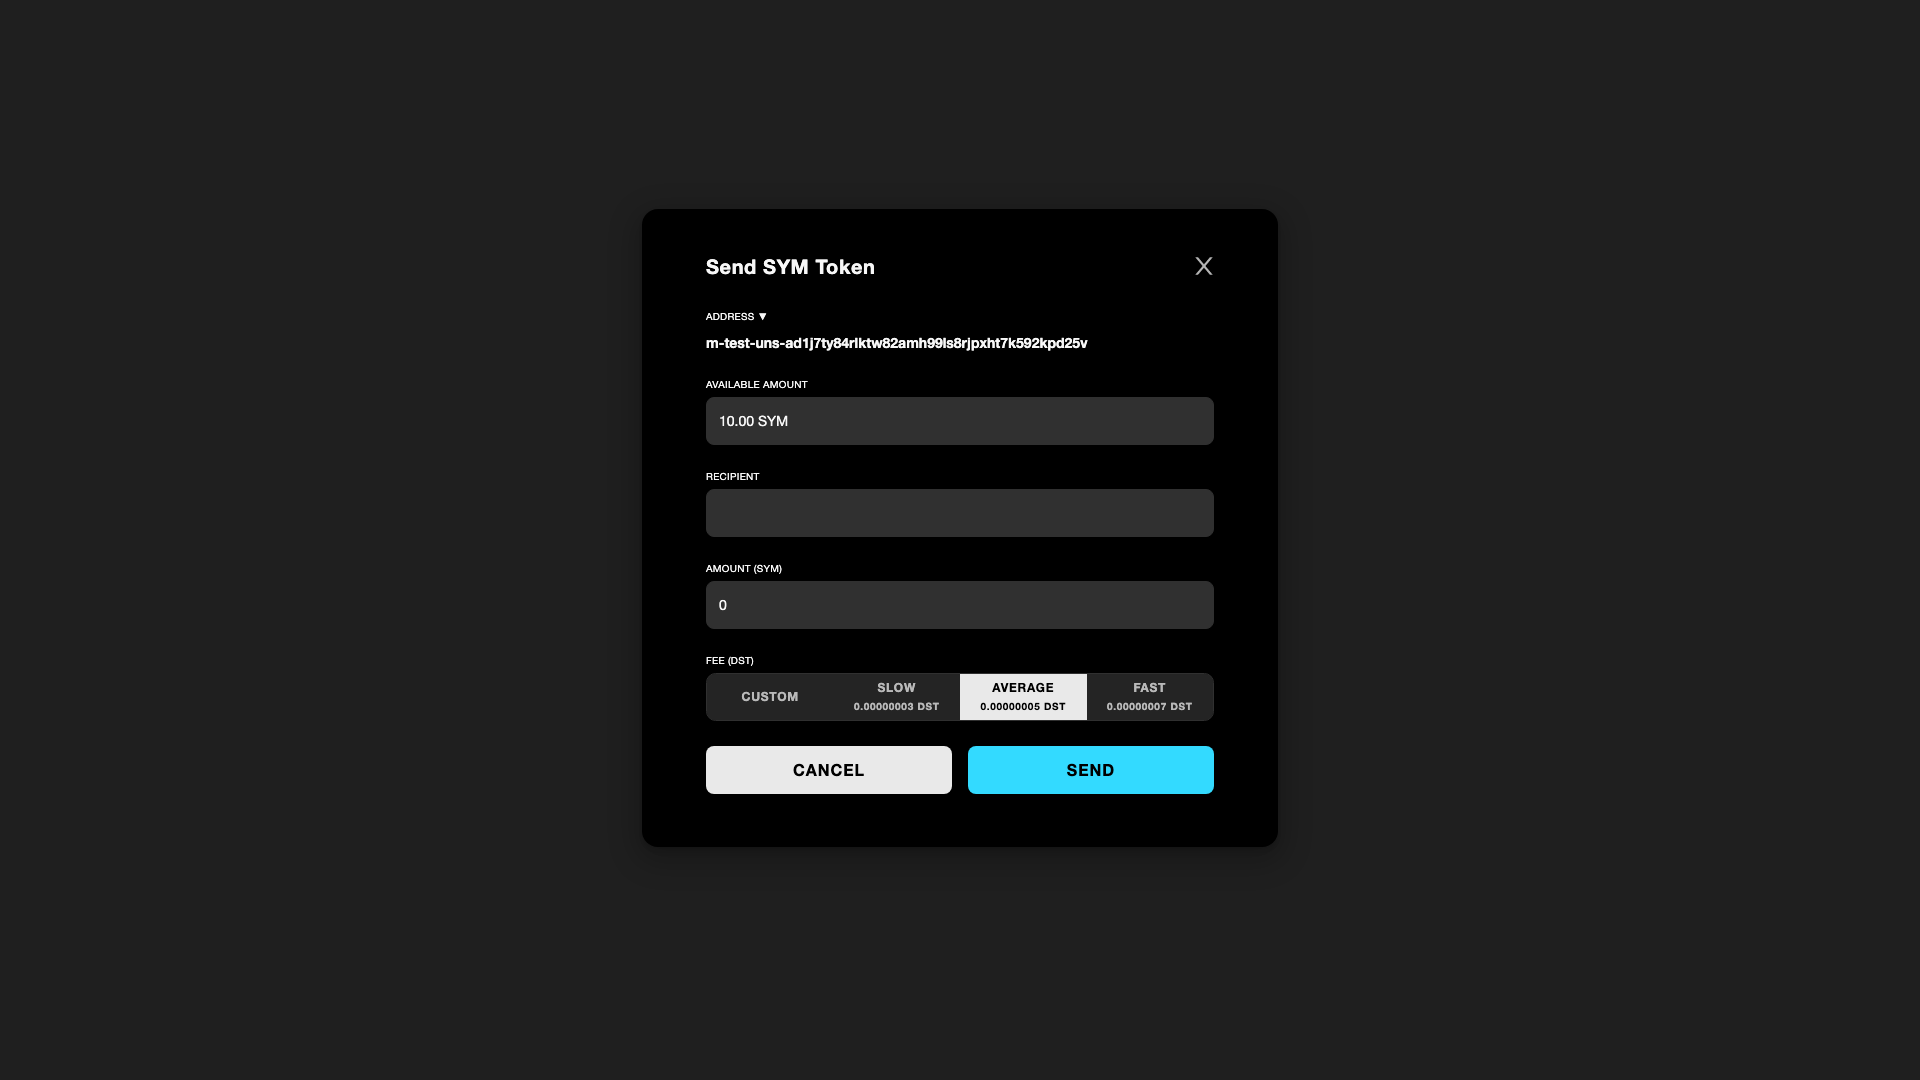 Send SYM Token
X
ADDRESS ▼
m-test-uns-ad1j7ty84rlktw82amh99ls8rjpxht7k592kpd25v
AVAILABLE AMOUNT
10.00 SYM
RECIPIENT
AMOUNT (SYM)
0
FEE (DST)
CUSTOM
SLOW
0.00000003 DST
AVERAGE
0.00000005 DST
FAST
0.00000007 DST
CANCEL
SEND